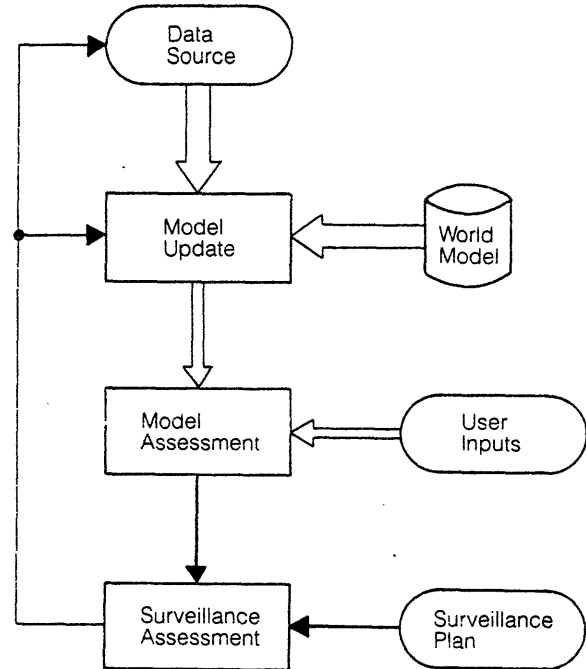 Data
Source
Model
Update
World
Model
Model
Assessment
User
Inputs
Surveillance
Assessment
Surveillance
Plan